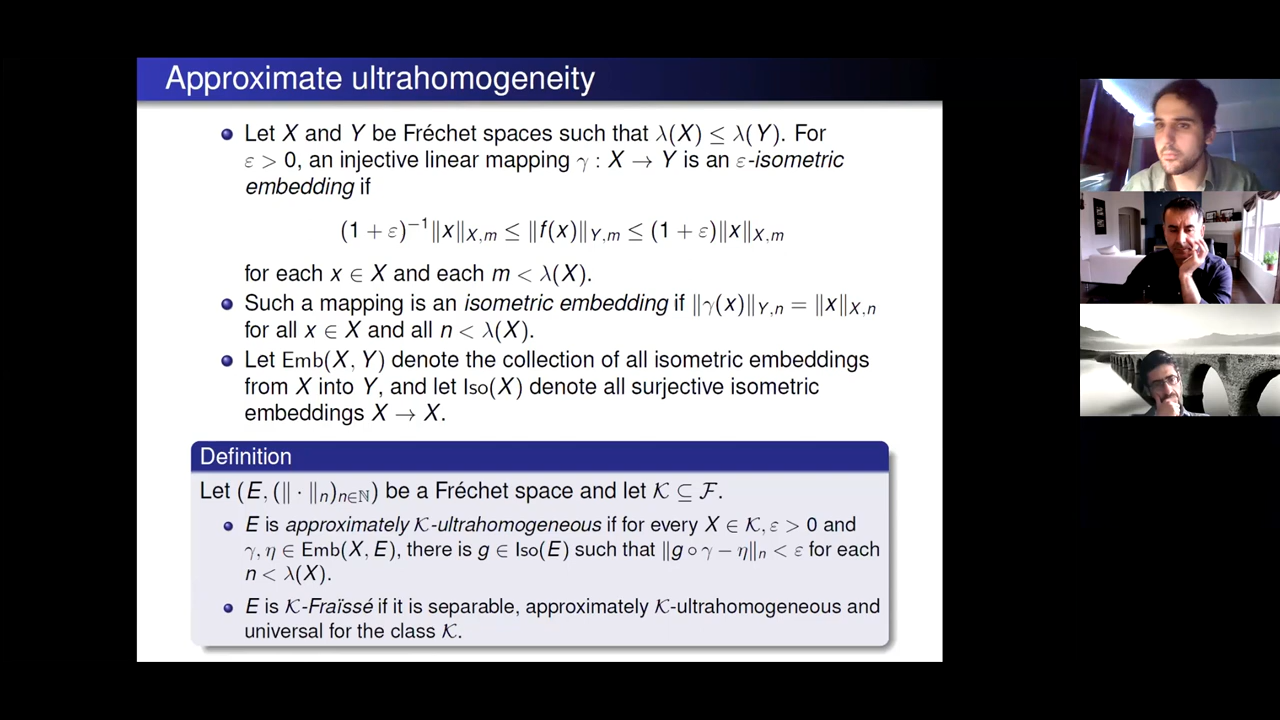 Approximate ultrahomogeneity
Let X and Y be Fréchet spaces such that λ(X) ≤ λ(Y). For
ε > 0, an injective linear mapping γ : X → Y is an ε-isometric
embedding if
(1 + ε)⁻¹‖x‖_{X,m} ≤ ‖f(x)‖_{Y,m} ≤ (1 + ε)‖x‖_{X,m}
for each x ∈ X and each m < λ(X).
Such a mapping is an isometric embedding if ‖γ(x)‖_{Y,n} = ‖x‖_{X,n}
for all x ∈ X and all n < λ(X).
Let Emb(X, Y) denote the collection of all isometric embeddings
from X into Y, and let Iso(X) denote all surjective isometric
embeddings X → X.
Definition
Let (E, (‖ · ‖_n)_{n∈ℕ}) be a Fréchet space and let 𝒦 ⊆ ℱ.
E is approximately 𝒦-ultrahomogeneous if for every X ∈ 𝒦, ε > 0 and
γ, η ∈ Emb(X, E), there is g ∈ Iso(E) such that ‖g ∘ γ − η‖_n < ε for each
n < λ(X).
E is 𝒦-Fraïssé if it is separable, approximately 𝒦-ultrahomogeneous and
universal for the class 𝒦.